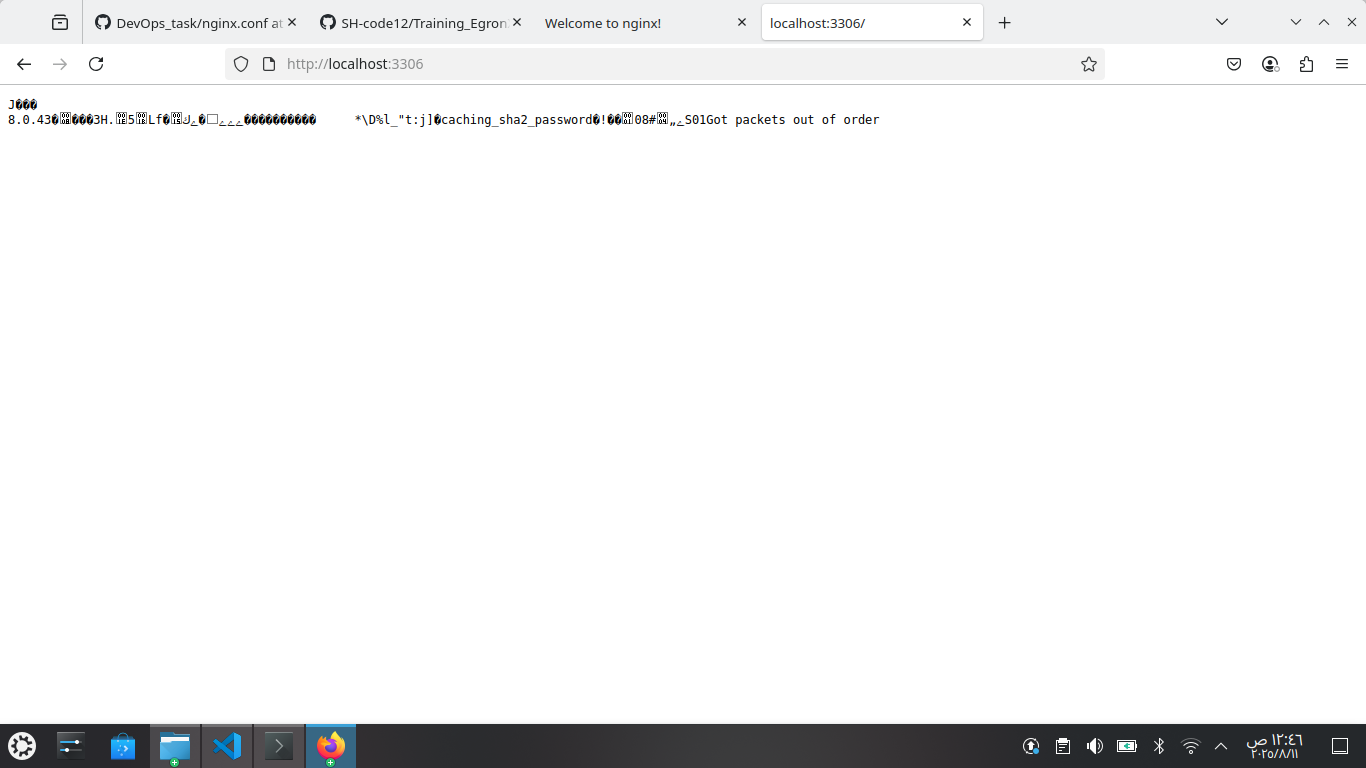 DevOps_task/nginx.conf at
SH-code12/Training_Egron
Welcome to nginx!
localhost:3306/
http://localhost:3306
J���
8.0.43����3H.5Lf�ك�������������� *\D%l_"t:j]�caching_sha2_password�!��08#„S01Got packets out of order
١٢:٤٦ ص
٢٠٢٥/٨/١١